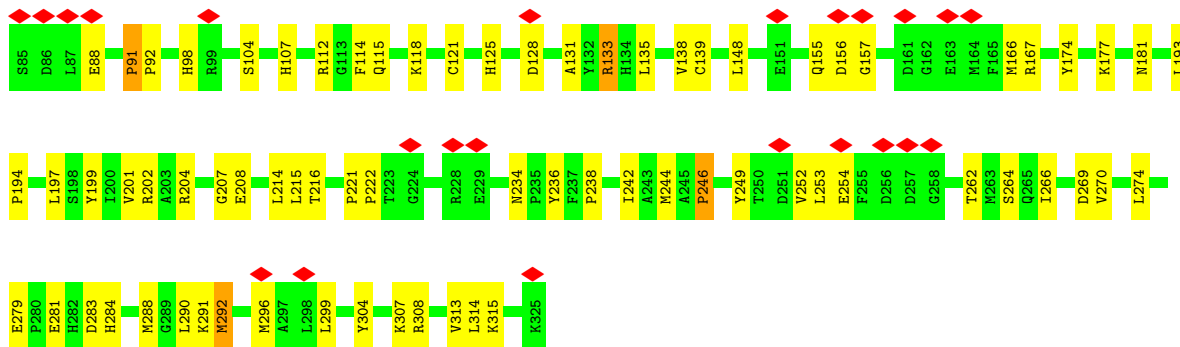 S85 D86 L87 E88 P91 P92 H98 R99 S104 H107 R112 G113 F114 Q115 K118 C121 H125 D128 A131 Y132 R133 H134 L135 V138 C139 L148 E151 Q155 D156 G157 D161 G162 E163 M164 F165 M166 R167 Y174 K177 N181 L193
P194 L197 S198 Y199 I200 V201 R202 A203 R204 G207 E208 L214 L215 T216 P221 P222 T223 G224 R228 E229 N234 P235 Y236 F237 P238 I242 A243 M244 A245 P246 Y249 T250 D251 V252 L253 E254 F255 D256 D257 G258 T262 M263 S264 Q265 I266 D269 V270 L274
E279 P280 E281 H282 D283 H284 M288 G289 L290 K291 M292 M296 A297 L298 L299 Y304 K307 R308 V313 L314 K315 K325